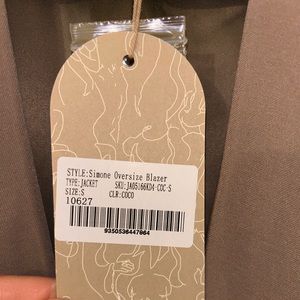 STYLE:Simone Oversize Blazer
TYPE:JACKET SKU:JA05166KD4-COC-S
SIZE:S CLR:COCO
10627
9350536447864